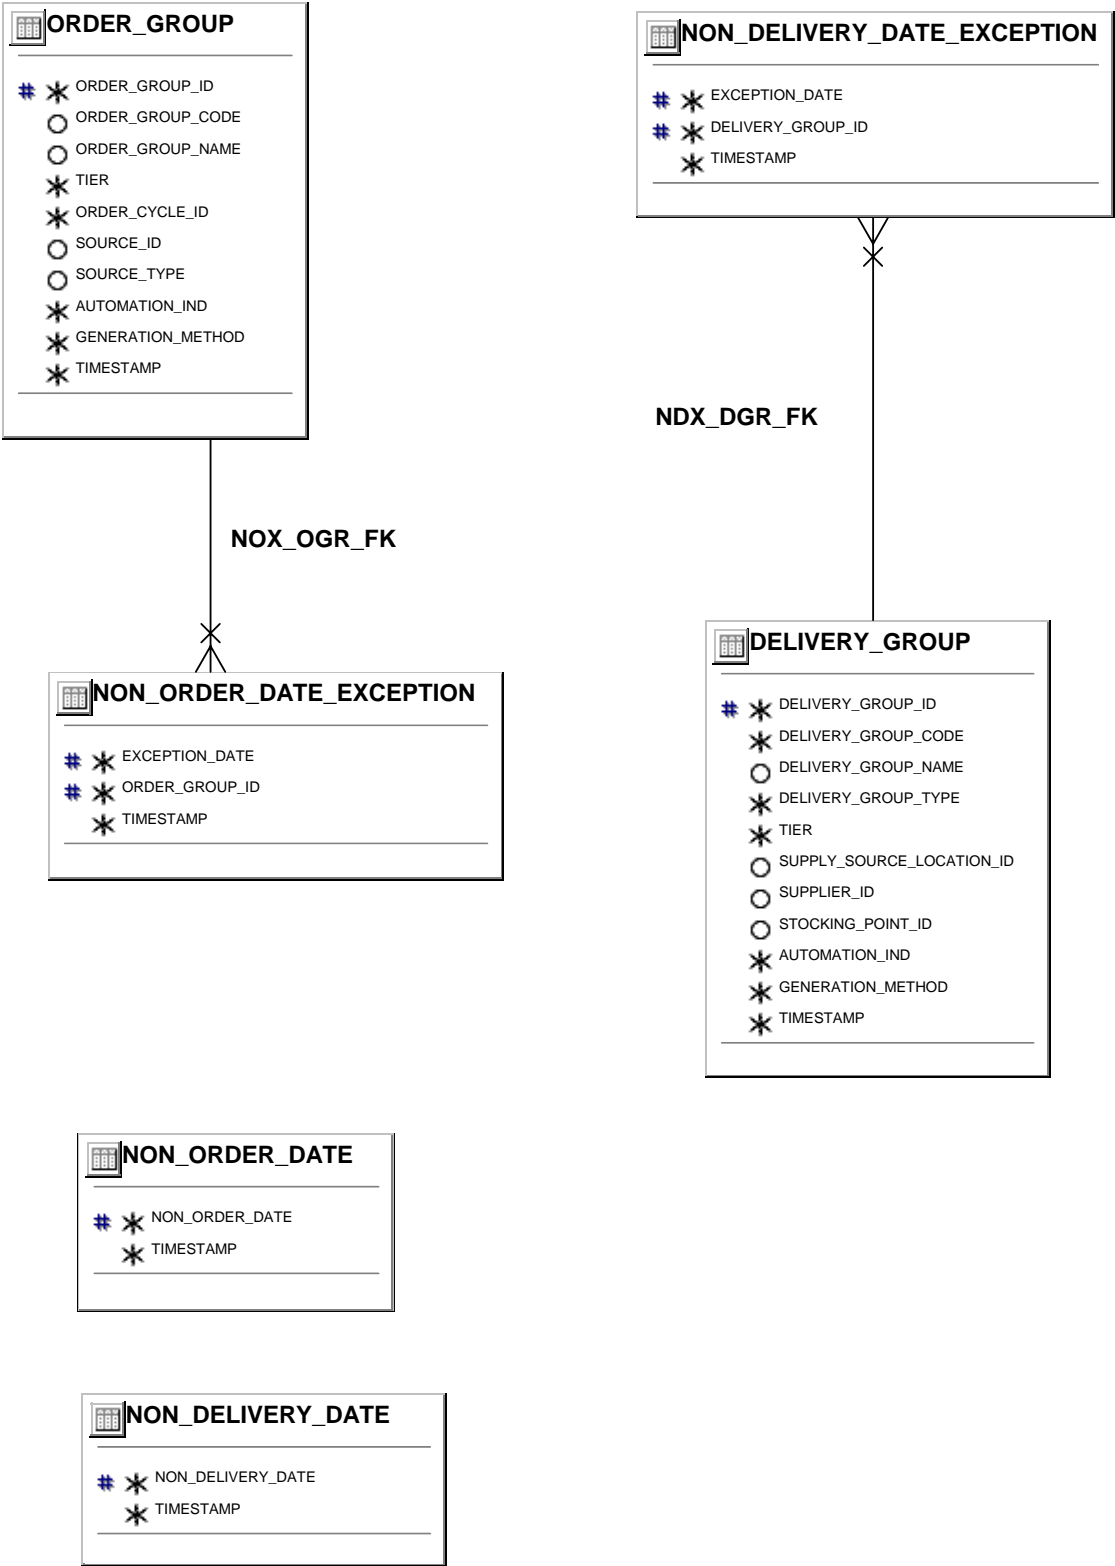 ORDER_GROUP
# * ORDER_GROUP_ID
ORDER_GROUP_CODE
ORDER_GROUP_NAME
* TIER
* ORDER_CYCLE_ID
SOURCE_ID
SOURCE_TYPE
* AUTOMATION_IND
* GENERATION_METHOD
* TIMESTAMP
NON_DELIVERY_DATE_EXCEPTION
# * EXCEPTION_DATE
# * DELIVERY_GROUP_ID
* TIMESTAMP
NDX_DGR_FK
NOX_OGR_FK
NON_ORDER_DATE_EXCEPTION
# * EXCEPTION_DATE
# * ORDER_GROUP_ID
* TIMESTAMP
DELIVERY_GROUP
# * DELIVERY_GROUP_ID
* DELIVERY_GROUP_CODE
DELIVERY_GROUP_NAME
* DELIVERY_GROUP_TYPE
* TIER
SUPPLY_SOURCE_LOCATION_ID
SUPPLIER_ID
STOCKING_POINT_ID
* AUTOMATION_IND
* GENERATION_METHOD
* TIMESTAMP
NON_ORDER_DATE
# * NON_ORDER_DATE
* TIMESTAMP
NON_DELIVERY_DATE
# * NON_DELIVERY_DATE
* TIMESTAMP